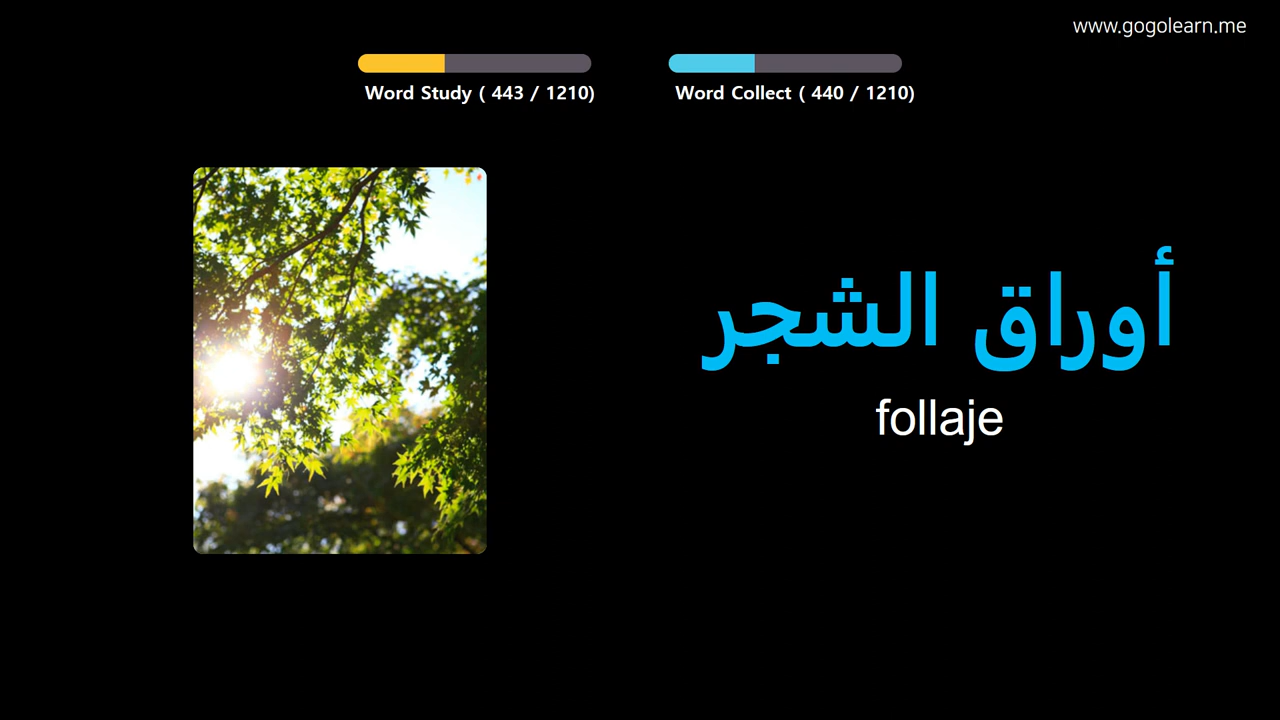 www.gogolearn.me
Word Study ( 443 / 1210)
Word Collect ( 440 / 1210)
أوراق الشجر
follaje